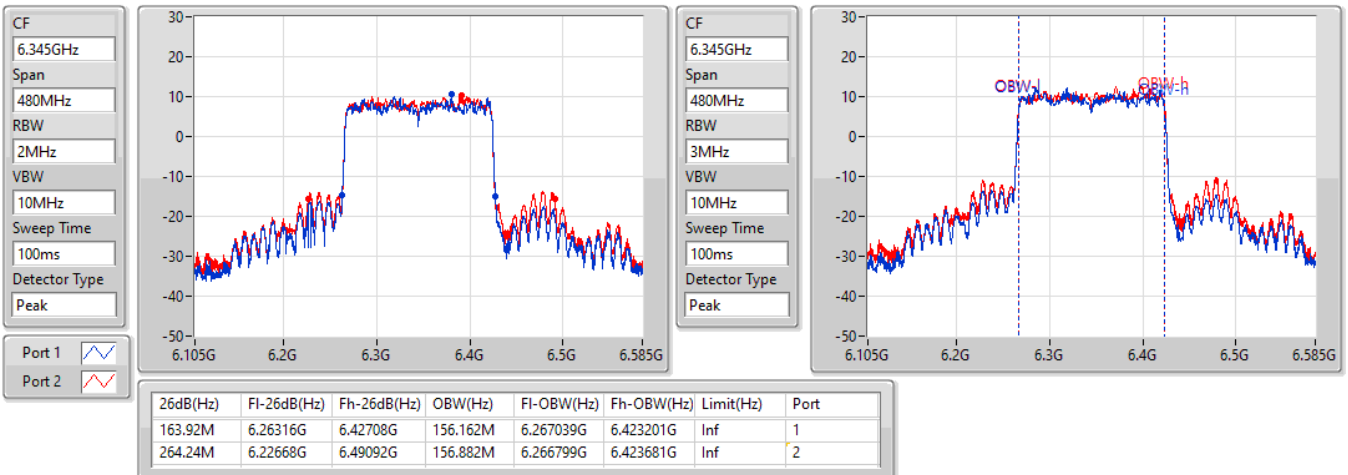 CF
6.345GHz
Span
480MHz
RBW
2MHz
VBW
10MHz
Sweep Time
100ms
Detector Type
Peak
Port 1
Port 2
30
20
10
0
-10
-20
-30
-40
-50
6.105G 6.2G 6.3G 6.4G 6.5G 6.585G
CF
6.345GHz
Span
480MHz
RBW
3MHz
VBW
10MHz
Sweep Time
100ms
Detector Type
Peak
30
20
10
0
-10
-20
-30
-40
-50
OBW-l OBW-h
OBW-h
6.105G 6.2G 6.3G 6.4G 6.5G 6.585G
26dB(Hz) Fl-26dB(Hz) Fh-26dB(Hz) OBW(Hz) Fl-OBW(Hz) Fh-OBW(Hz) Limit(Hz) Port
163.92M 6.26316G 6.42708G 156.162M 6.267039G 6.423201G Inf 1
264.24M 6.22668G 6.49092G 156.882M 6.266799G 6.423681G Inf 2